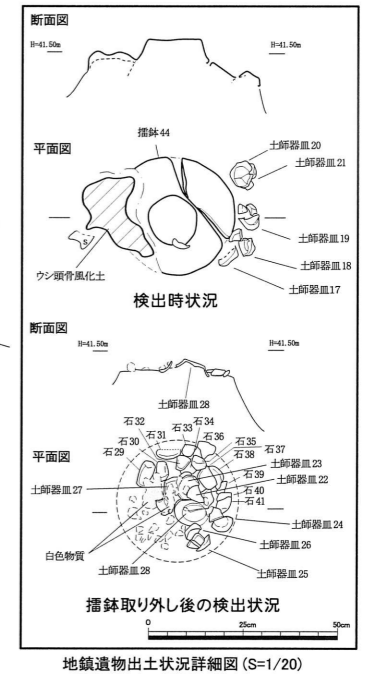 断面図
H=41.50m
H=41.50m
擂鉢44
平面図
土師器皿20
土師器皿21
土師器皿19
土師器皿18
土師器皿17
S
ウシ頭骨風化土
検出時状況
断面図
H=41.50m
H=41.50m
土師器皿28
石32
石34
石31
石33
石36
石30
石35
石37
石29
石38
平面図
土師器皿23
石39
土師器皿22
土師器皿27
石40
石41
土師器皿24
白色物質
土師器皿26
土師器皿28
土師器皿25
擂鉢取り外し後の検出状況
0
25cm
50cm
地鎮遺物出土状況詳細図(S=1/20)